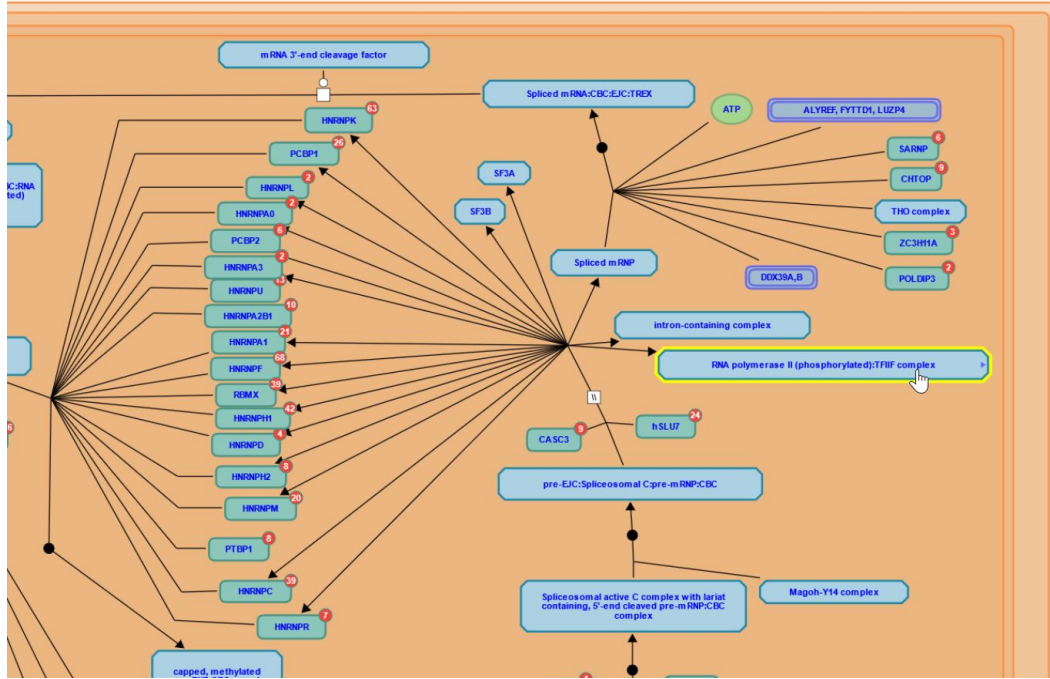 mRNA 3'-end cleavage factor
Spliced mRNA:CBC:EJC:TREX
ATP
ALYREF, FYTTD1, LUZP4
HNRNPK
63
SARNP
6
PCBP1
26
CHTOP
9
C:RNA
ted)
SF3A
HNRNPL
2
THO complex
SF3B
HNRNPA0
2
ZC3H11A
3
PCBP2
6
Spliced mRNP
HNRNPA3
2
DDX39A,B
POLDIP3
2
HNRNPU
HNRNPA2B1
10
intron-containing complex
HNRNPA1
21
RNA polymerase II (phosphorylated):TFIIF complex
HNRNPF
68
RBMX
39
\\
HNRNPH1
42
hSLU7
24
6
HNRNPD
4
CASC3
9
HNRNPH2
8
pre-EJC:Spliceosomal C:pre-mRNP:CBC
HNRNPM
20
PTBP1
8
HNRNPC
39
Spliceosomal active C complex with lariat
containing, 5'-end cleaved pre-mRNP:CBC
complex
Magoh-Y14 complex
HNRNPR
7
capped, methylated